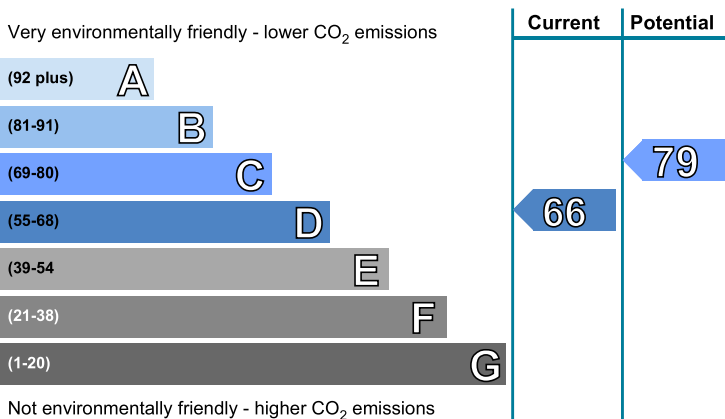 Current Potential
Very environmentally friendly - lower CO2 emissions
(92 plus) A
(81-91) B
(69-80) C 79
(55-68) D 66
(39-54 E
(21-38) F
(1-20) G
Not environmentally friendly - higher CO2 emissions